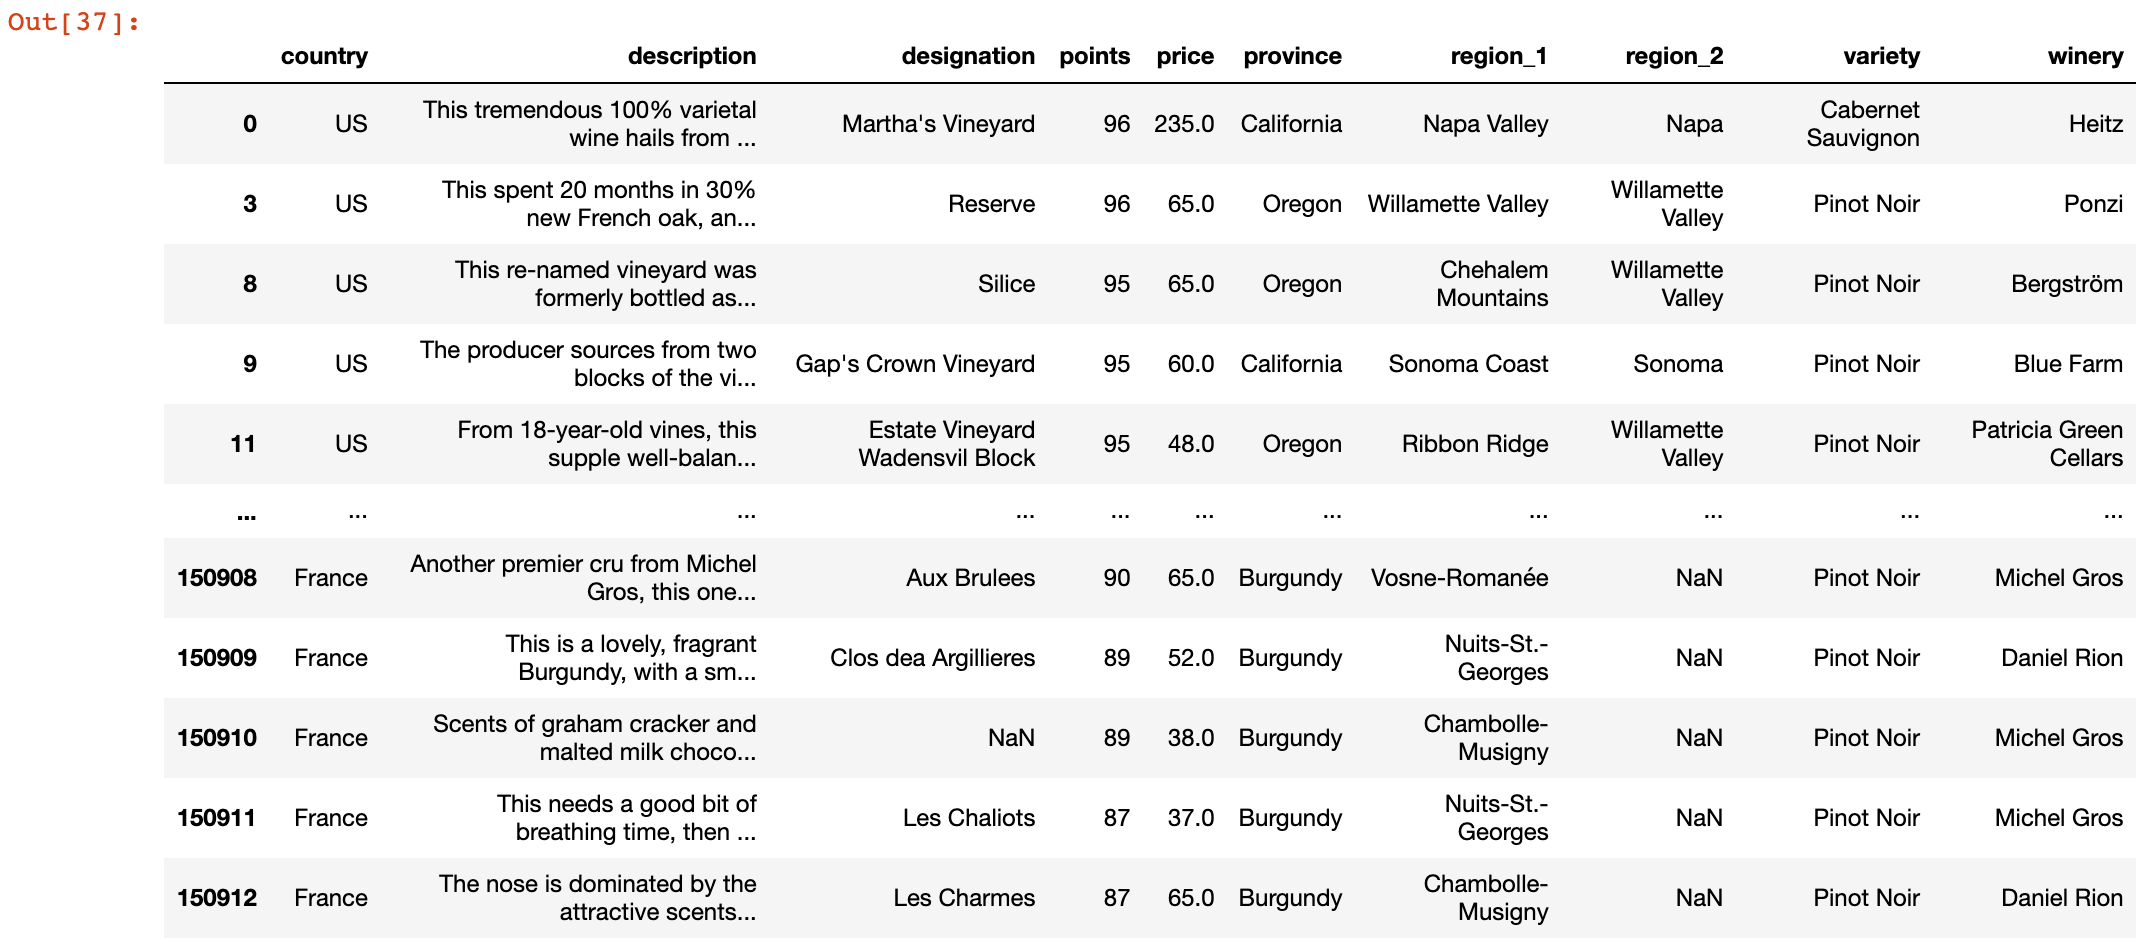 Out[37]:
country description designation points price province region_1 region_2 variety winery
0 US This tremendous 100% varietal wine hails from ... Martha's Vineyard 96 235.0 California Napa Valley Napa Cabernet Sauvignon Heitz
3 US This spent 20 months in 30% new French oak, an... Reserve 96 65.0 Oregon Willamette Valley Willamette Valley Pinot Noir Ponzi
8 US This re-named vineyard was formerly bottled as... Silice 95 65.0 Oregon Chehalem Mountains Willamette Valley Pinot Noir Bergström
9 US The producer sources from two blocks of the vi... Gap's Crown Vineyard 95 60.0 California Sonoma Coast Sonoma Pinot Noir Blue Farm
11 US From 18-year-old vines, this supple well-balan... Estate Vineyard Wadensvil Block 95 48.0 Oregon Ribbon Ridge Willamette Valley Pinot Noir Patricia Green Cellars
... ... ... ... ... ... ... ... ... ... ...
150908 France Another premier cru from Michel Gros, this one... Aux Brulees 90 65.0 Burgundy Vosne-Romanée NaN Pinot Noir Michel Gros
150909 France This is a lovely, fragrant Burgundy, with a sm... Clos dea Argillieres 89 52.0 Burgundy Nuits-St.-Georges NaN Pinot Noir Daniel Rion
150910 France Scents of graham cracker and malted milk choco... NaN 89 38.0 Burgundy Chambolle-Musigny NaN Pinot Noir Michel Gros
150911 France This needs a good bit of breathing time, then ... Les Chaliots 87 37.0 Burgundy Nuits-St.-Georges NaN Pinot Noir Michel Gros
150912 France The nose is dominated by the attractive scents... Les Charmes 87 65.0 Burgundy Chambolle-Musigny NaN Pinot Noir Daniel Rion